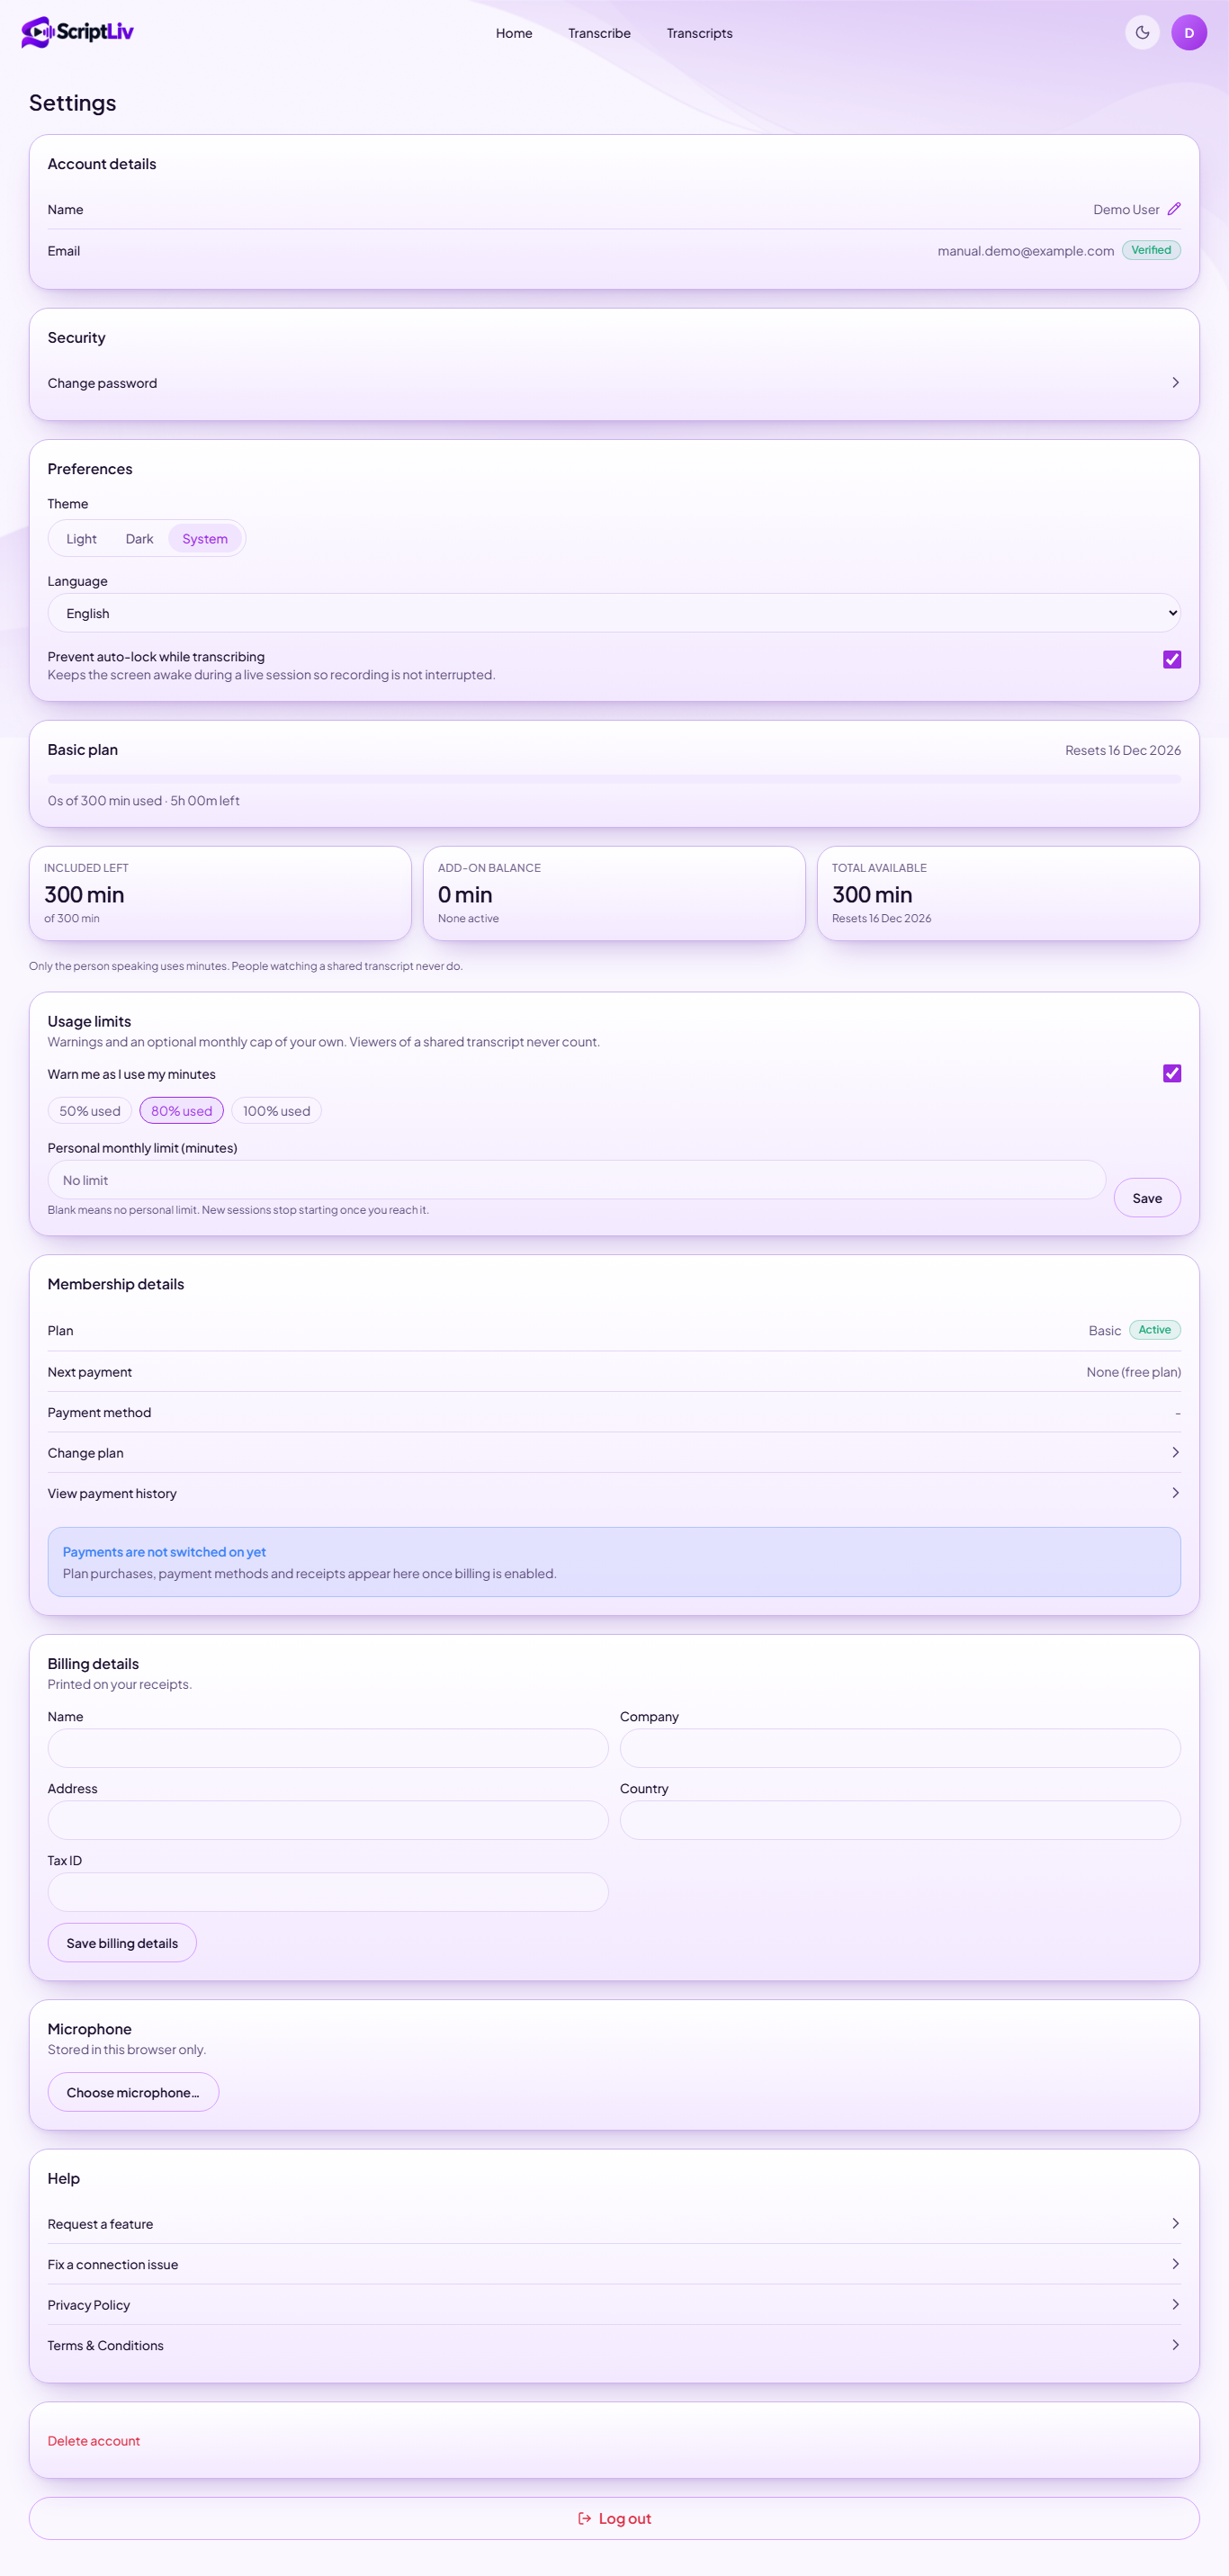 ScriptLiv
Home
Transcribe
Transcripts
D
Settings
Account details
Name
Demo User
Email
manual.demo@example.com
Verified
Security
Change password
Preferences
Theme
Light
Dark
System
Language
English
Prevent auto-lock while transcribing
Keeps the screen awake during a live session so recording is not interrupted.
Basic plan
Resets 16 Dec 2026
0s of 300 min used · 5h 00m left
INCLUDED LEFT
300 min
of 300 min
ADD-ON BALANCE
0 min
None active
TOTAL AVAILABLE
300 min
Resets 16 Dec 2026
Only the person speaking uses minutes. People watching a shared transcript never do.
Usage limits
Warnings and an optional monthly cap of your own. Viewers of a shared transcript never count.
Warn me as I use my minutes
50% used
80% used
100% used
Personal monthly limit (minutes)
No limit
Save
Blank means no personal limit. New sessions stop starting once you reach it.
Membership details
Plan
Basic
Active
Next payment
None (free plan)
Payment method
-
Change plan
View payment history
Payments are not switched on yet
Plan purchases, payment methods and receipts appear here once billing is enabled.
Billing details
Printed on your receipts.
Name
Company
Address
Country
Tax ID
Save billing details
Microphone
Stored in this browser only.
Choose microphone...
Help
Request a feature
Fix a connection issue
Privacy Policy
Terms & Conditions
Delete account
Log out